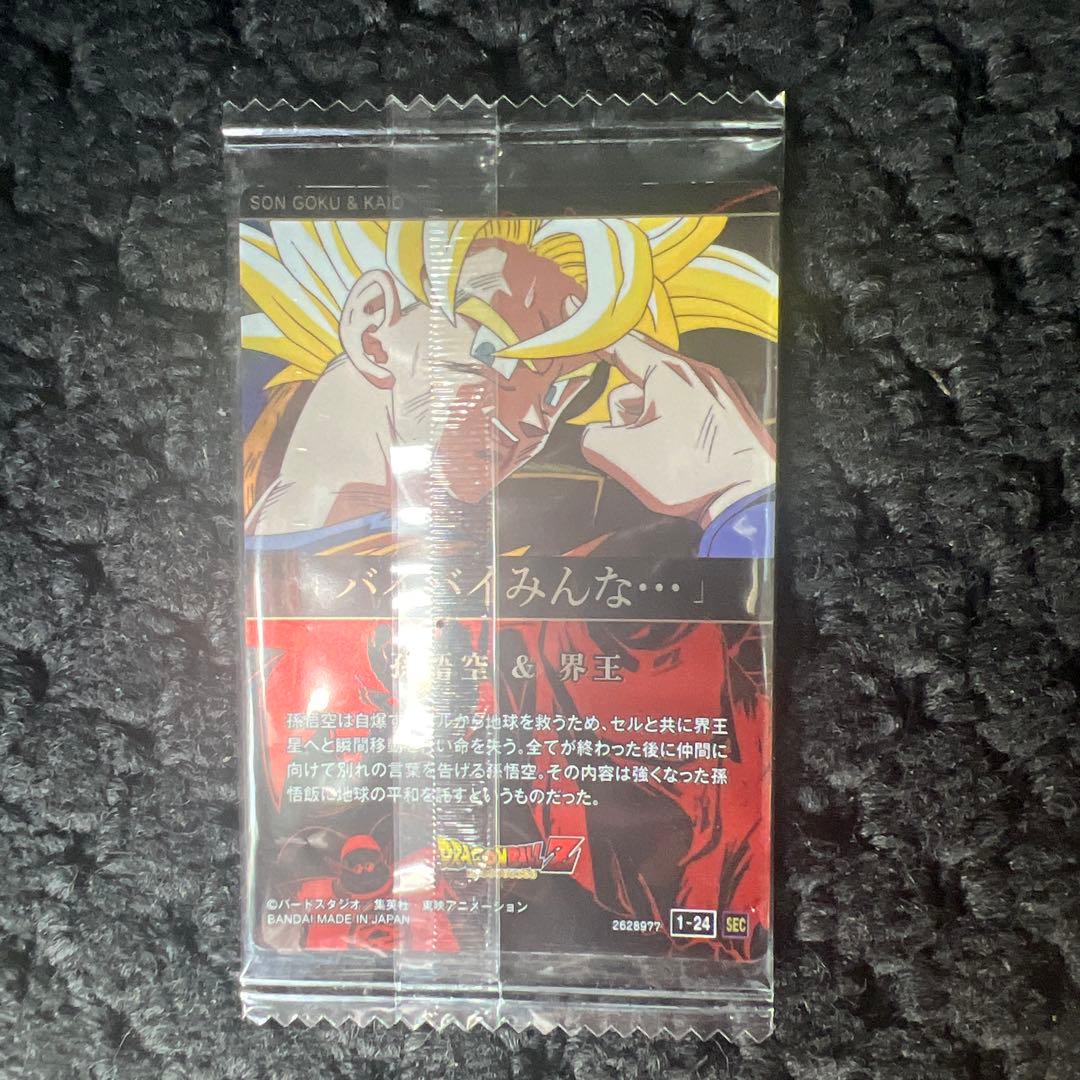 SON GOKU & KAIO
バイバイみんな…」
孫悟空 & 界王
孫悟空は自爆するセルから地球を救うため、セルと共に界王
星へと瞬間移動を行い命を失う。全てが終わった後に仲間に
向けて別れの言葉を告げる孫悟空。その内容は強くなった孫
悟飯に地球の平和を託すというものだった。
DRAGONBALL Z
©バードスタジオ／集英社・東映アニメーション
BANDAI MADE IN JAPAN
2628977 1-24 SEC